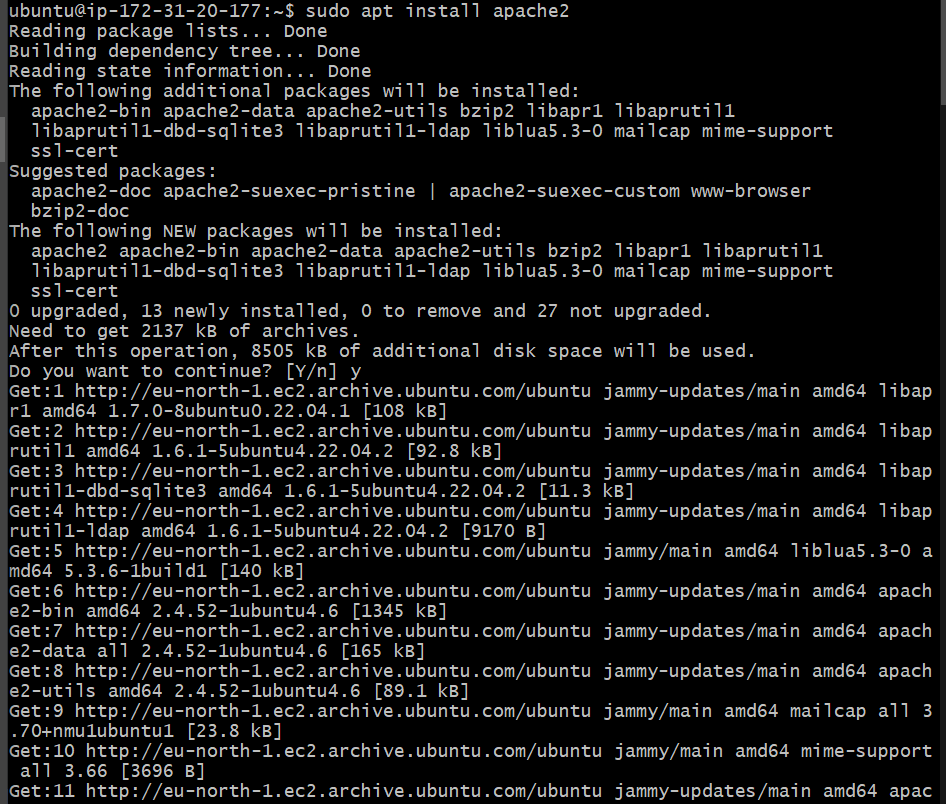 ubuntu@ip-172-31-20-177:~$ sudo apt install apache2
Reading package lists... Done
Building dependency tree... Done
Reading state information... Done
The following additional packages will be installed:
  apache2-bin apache2-data apache2-utils bzip2 libapr1 libaprutil1
  libaprutil1-dbd-sqlite3 libaprutil1-ldap liblua5.3-0 mailcap mime-support
  ssl-cert
Suggested packages:
  apache2-doc apache2-suexec-pristine | apache2-suexec-custom www-browser
  bzip2-doc
The following NEW packages will be installed:
  apache2 apache2-bin apache2-data apache2-utils bzip2 libapr1 libaprutil1
  libaprutil1-dbd-sqlite3 libaprutil1-ldap liblua5.3-0 mailcap mime-support
  ssl-cert
0 upgraded, 13 newly installed, 0 to remove and 27 not upgraded.
Need to get 2137 kB of archives.
After this operation, 8505 kB of additional disk space will be used.
Do you want to continue? [Y/n] y
Get:1 http://eu-north-1.ec2.archive.ubuntu.com/ubuntu jammy-updates/main amd64 libap
r1 amd64 1.7.0-8ubuntu0.22.04.1 [108 kB]
Get:2 http://eu-north-1.ec2.archive.ubuntu.com/ubuntu jammy-updates/main amd64 libap
rutil1 amd64 1.6.1-5ubuntu4.22.04.2 [92.8 kB]
Get:3 http://eu-north-1.ec2.archive.ubuntu.com/ubuntu jammy-updates/main amd64 libap
rutil1-dbd-sqlite3 amd64 1.6.1-5ubuntu4.22.04.2 [11.3 kB]
Get:4 http://eu-north-1.ec2.archive.ubuntu.com/ubuntu jammy-updates/main amd64 libap
rutil1-ldap amd64 1.6.1-5ubuntu4.22.04.2 [9170 B]
Get:5 http://eu-north-1.ec2.archive.ubuntu.com/ubuntu jammy/main amd64 liblua5.3-0 a
md64 5.3.6-1build1 [140 kB]
Get:6 http://eu-north-1.ec2.archive.ubuntu.com/ubuntu jammy-updates/main amd64 apach
e2-bin amd64 2.4.52-1ubuntu4.6 [1345 kB]
Get:7 http://eu-north-1.ec2.archive.ubuntu.com/ubuntu jammy-updates/main amd64 apach
e2-data all 2.4.52-1ubuntu4.6 [165 kB]
Get:8 http://eu-north-1.ec2.archive.ubuntu.com/ubuntu jammy-updates/main amd64 apach
e2-utils amd64 2.4.52-1ubuntu4.6 [89.1 kB]
Get:9 http://eu-north-1.ec2.archive.ubuntu.com/ubuntu jammy/main amd64 mailcap all 3
.70+nmu1ubuntu1 [23.8 kB]
Get:10 http://eu-north-1.ec2.archive.ubuntu.com/ubuntu jammy/main amd64 mime-support
 all 3.66 [3696 B]
Get:11 http://eu-north-1.ec2.archive.ubuntu.com/ubuntu jammy-updates/main amd64 apac